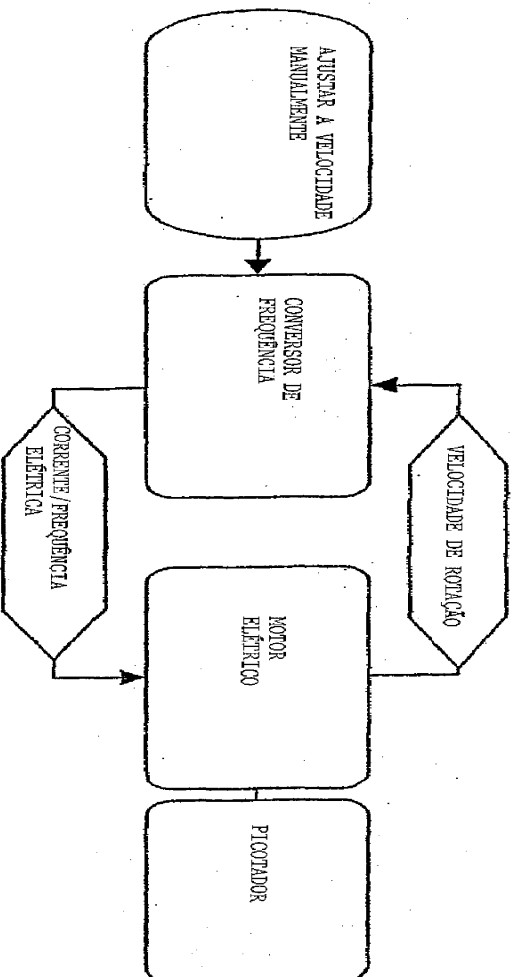 AJUSTAR A VELOCIDADE
MANUALMENTE
CONVERSOR DE
FREQUÊNCIA
VELOCIDADE DE ROTAÇÃO
CORRENTE/FREQUÊNCIA
ELÉTRICA
MOTOR
ELÉTRICO
PICOTADOR